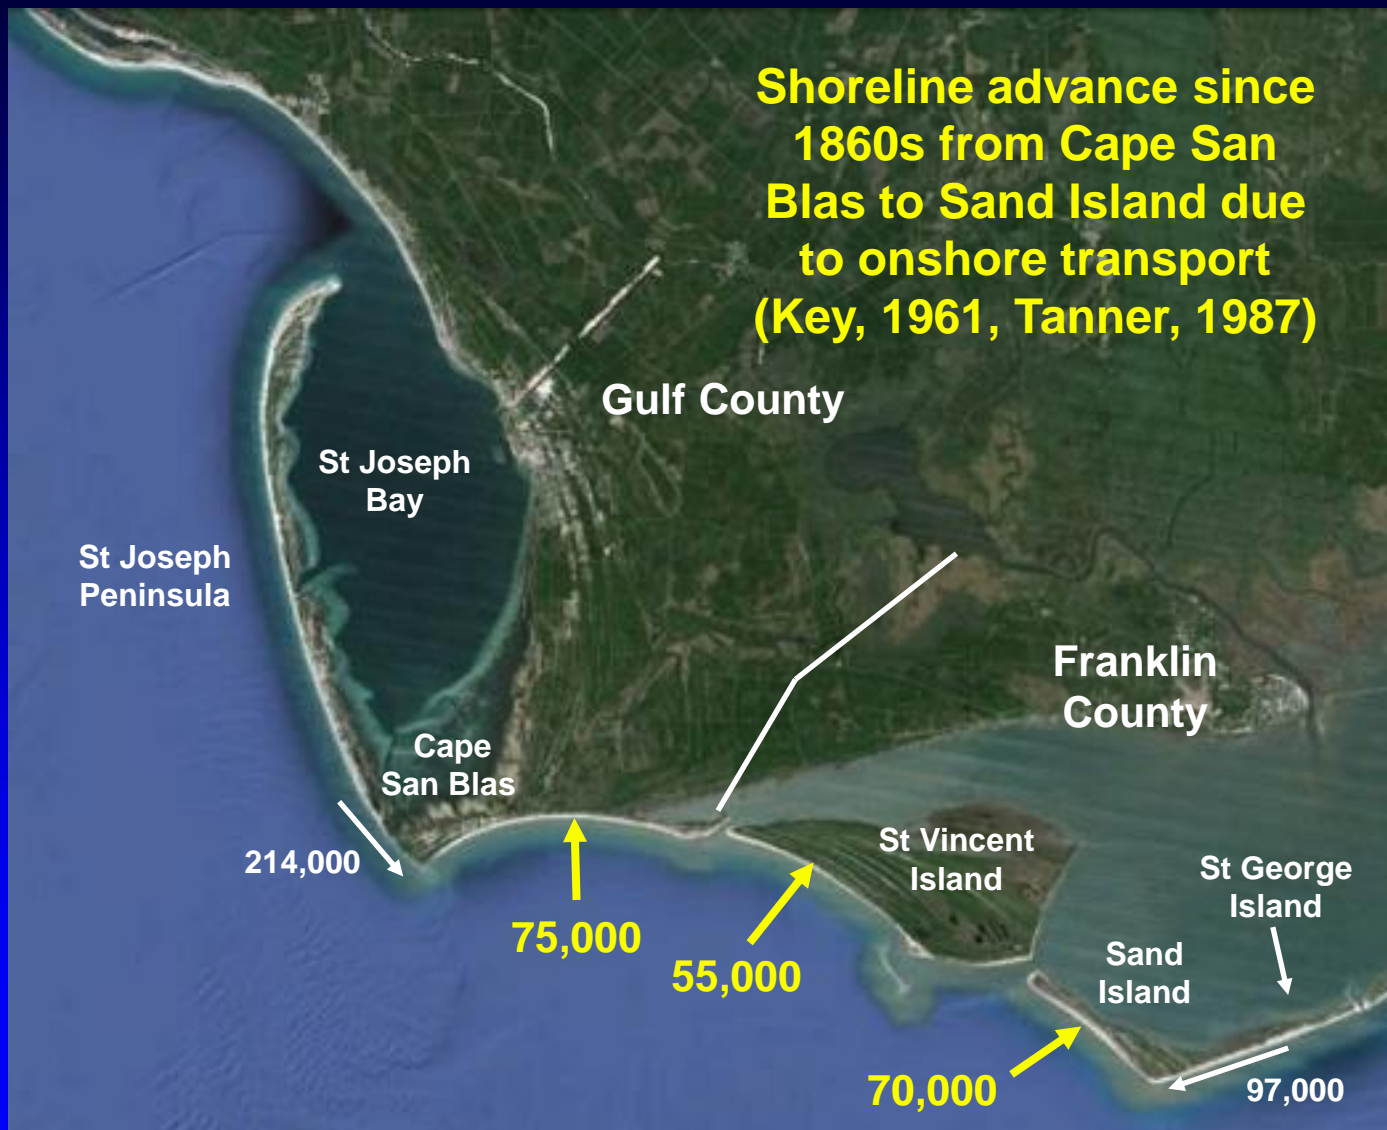 Shoreline advance since
1860s from Cape San
Blas to Sand Island due
to onshore transport
(Key, 1961, Tanner, 1987)
Gulf County
St Joseph
Bay
St Joseph
Peninsula
Franklin
County
Cape
San Blas
214,000
St Vincent
Island
St George
Island
75,000
55,000
Sand
Island
70,000
97,000